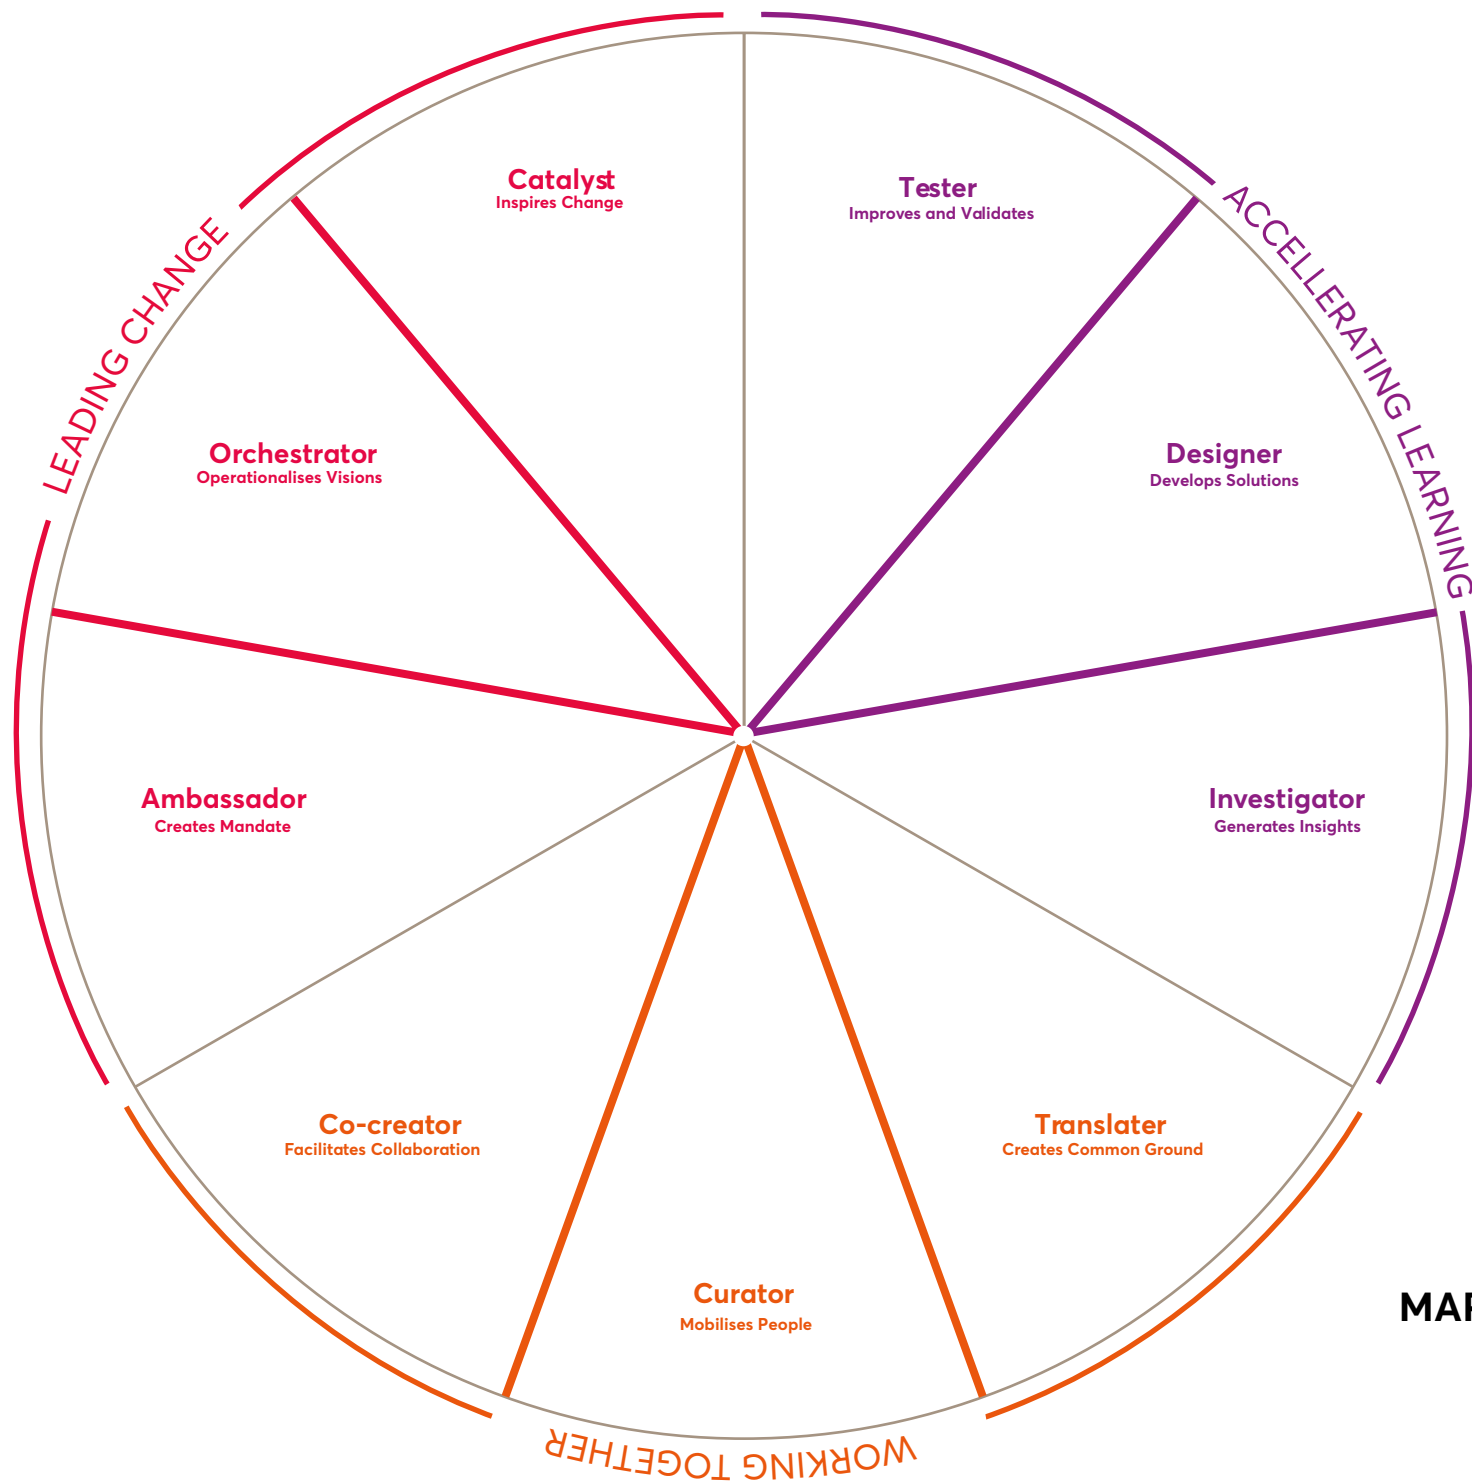 Catalyst
Inspires Change
Tester
Improves and Validates
ACCELLERATING LEARNING
LEADING CHANGE
Orchestrator
Operationalises Visions
Designer
Develops Solutions
Ambassador
Creates Mandate
Investigator
Generates Insights
Co-creator
Facilitates Collaboration
Translater
Creates Common Ground
Curator
Mobilises People
WORKING TOGETHER